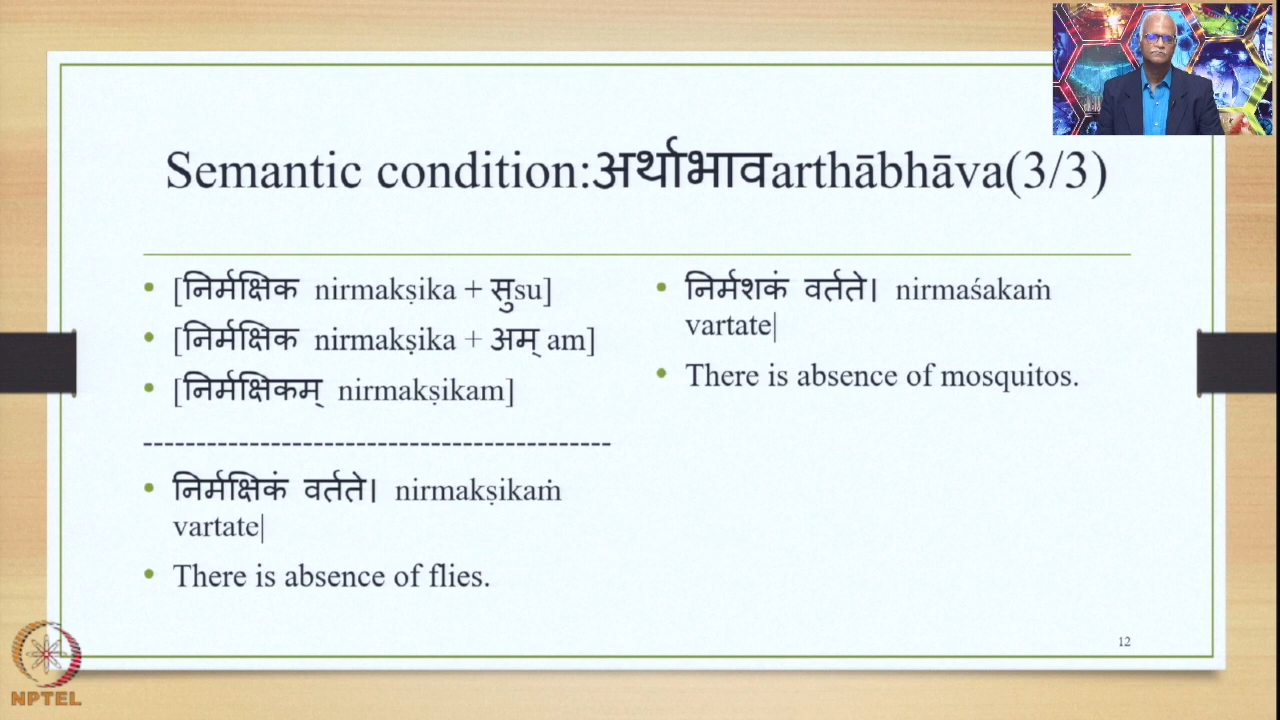 Semantic condition:अर्थाभावarthābhāva(3/3)
• [निर्मक्षिक nirmakṣika + सुsu]
• [निर्मक्षिक nirmakṣika + अम् am]
• [निर्मक्षिकम् nirmakṣikam]
------------------------------------------
• निर्मक्षिकं वर्तते। nirmakṣikaṁ
vartate|
• There is absence of flies.
• निर्मशकं वर्तते। nirmaśakaṁ
vartate|
• There is absence of mosquitos.
12
NPTEL